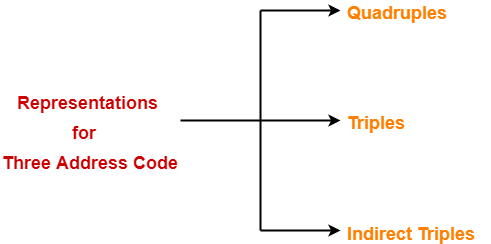 Quadruples
Representations
for
Three Address Code
Triples
Indirect Triples